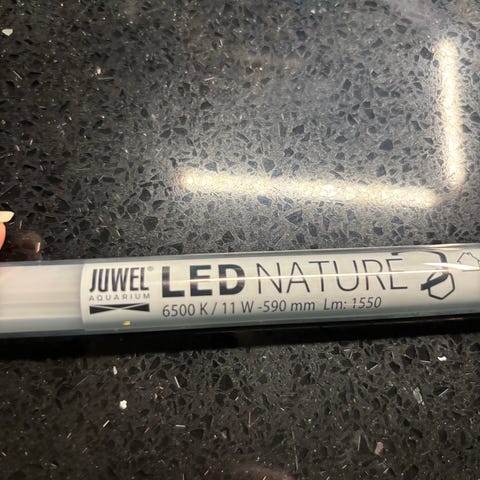 JUWEL® LED NATURE
AQUARIUM
6500 K / 11 W -590 mm Lm: 1550